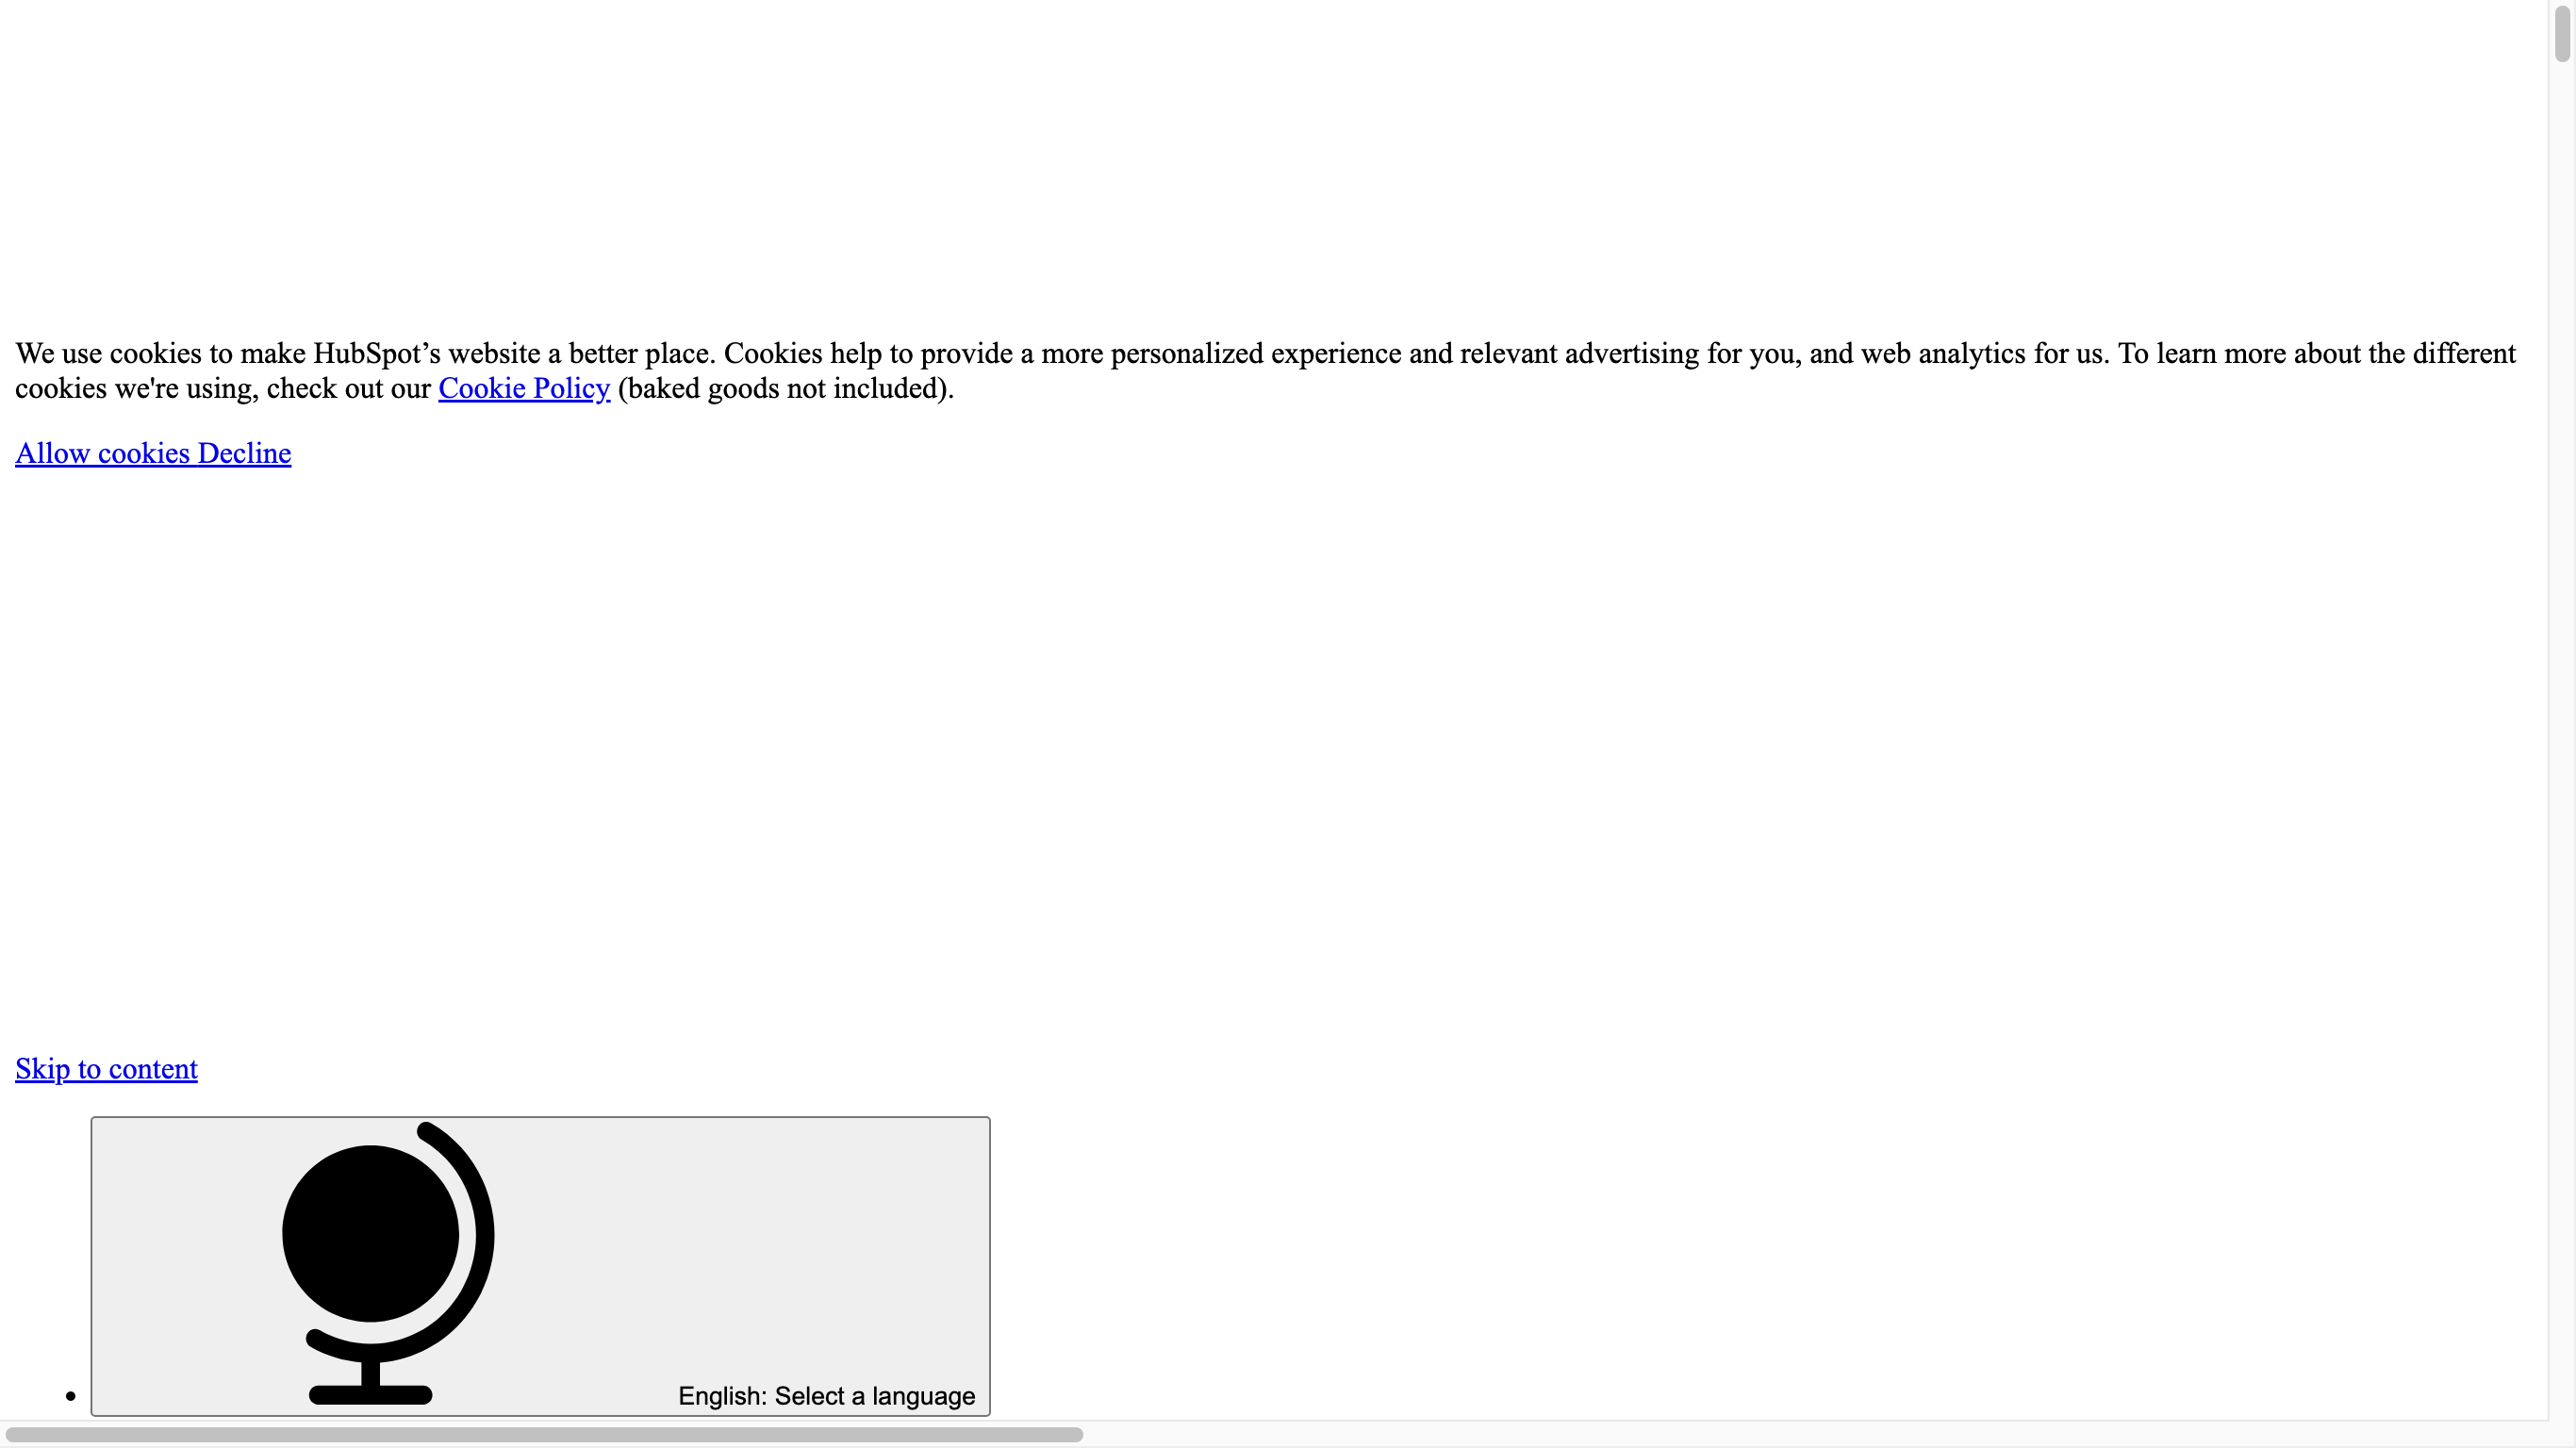 We use cookies to make HubSpot’s website a better place. Cookies help to provide a more personalized experience and relevant advertising for you, and web analytics for us. To learn more about the different
cookies we're using, check out our Cookie Policy (baked goods not included).
Allow cookies Decline
Skip to content
English: Select a language